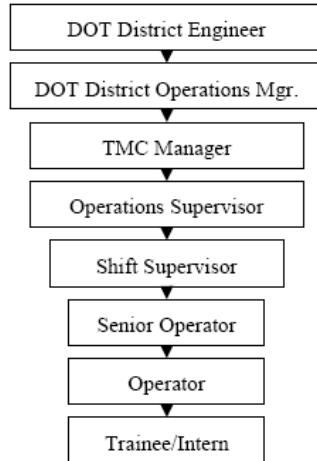 DOT District Engineer
DOT District Operations Mgr.
TMC Manager
Operations Supervisor
Shift Supervisor
Senior Operator
Operator
Trainee/Intern